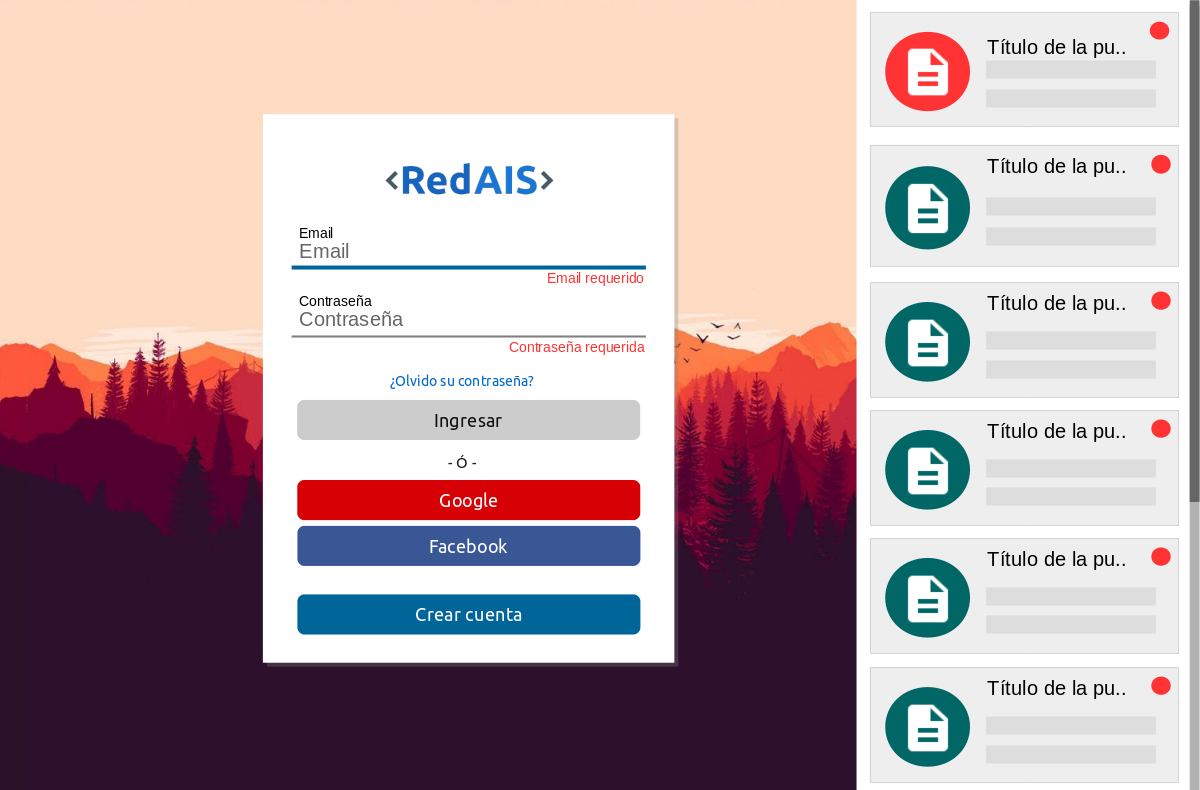 <RedAIS>
Email
Email
Email requerido
Contraseña
Contraseña
Contraseña requerida
¿Olvido su contraseña?
Ingresar
- Ó -
Google
Facebook
Crear cuenta
Título de la pu..
Título de la pu..
Título de la pu..
Título de la pu..
Título de la pu..
Título de la pu..